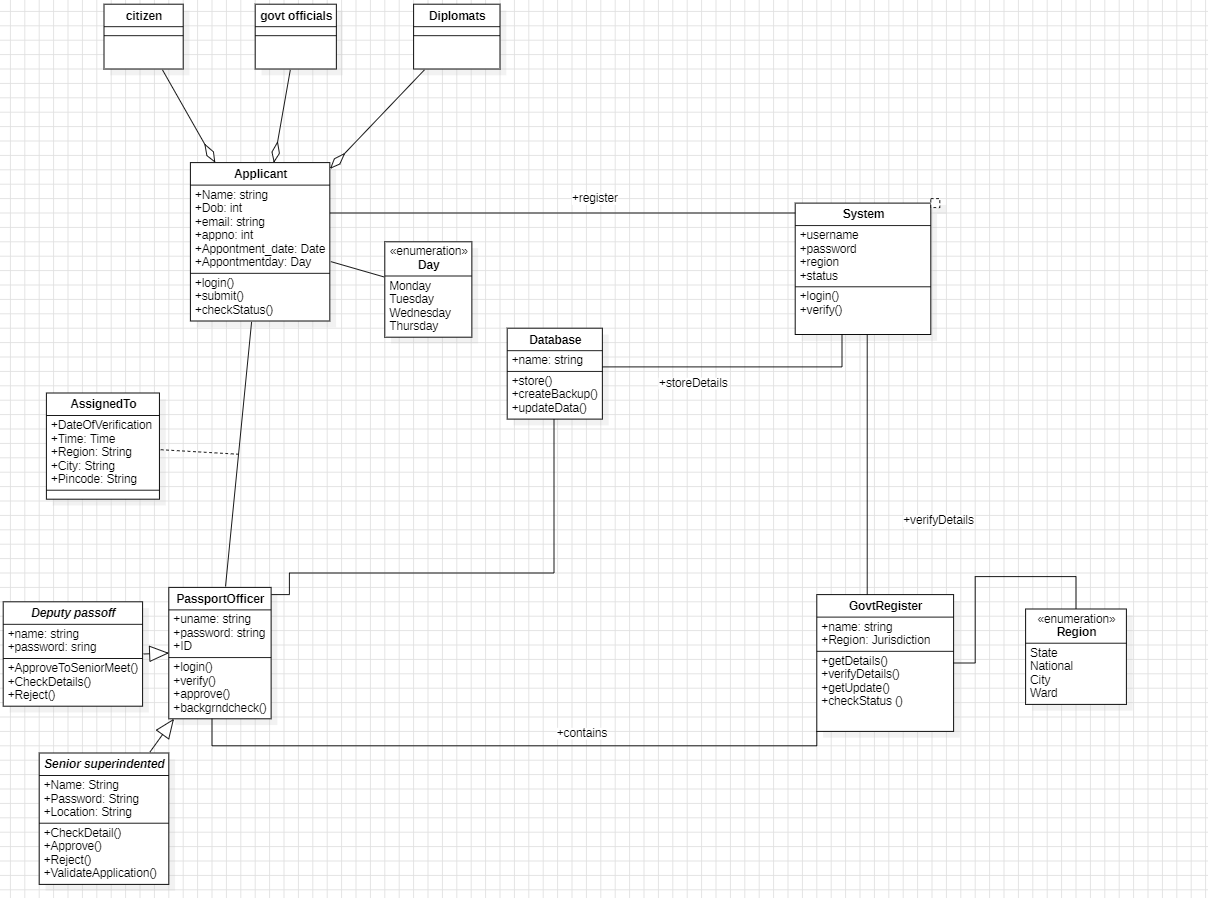 citizen
govt officials
Diplomats
Applicant
+Name: string
+Dob: int
+email: string
+appno: int
+Appontment_date: Date
+Appontmentday: Day
+login()
+submit()
+checkStatus()
+register
System
+username
+password
+region
+status
+login()
+verify()
«enumeration»
Day
Monday
Tuesday
Wednesday
Thursday
Database
+name: string
+store()
+createBackup()
+updateData()
+storeDetails
AssignedTo
+DateOfVerification
+Time: Time
+Region: String
+City: String
+Pincode: String
+verifyDetails
Deputy passoff
+name: string
+password: sring
+ApproveToSeniorMeet()
+CheckDetails()
+Reject()
PassportOfficer
+uname: string
+password: string
+ID
+login()
+verify()
+approve()
+backgrndcheck()
GovtRegister
+name: string
+Region: Jurisdiction
+getDetails()
+verifyDetails()
+getUpdate()
+checkStatus ()
«enumeration»
Region
State
National
City
Ward
+contains
Senior superindented
+Name: String
+Password: String
+Location: String
+CheckDetail()
+Approve()
+Reject()
+ValidateApplication()